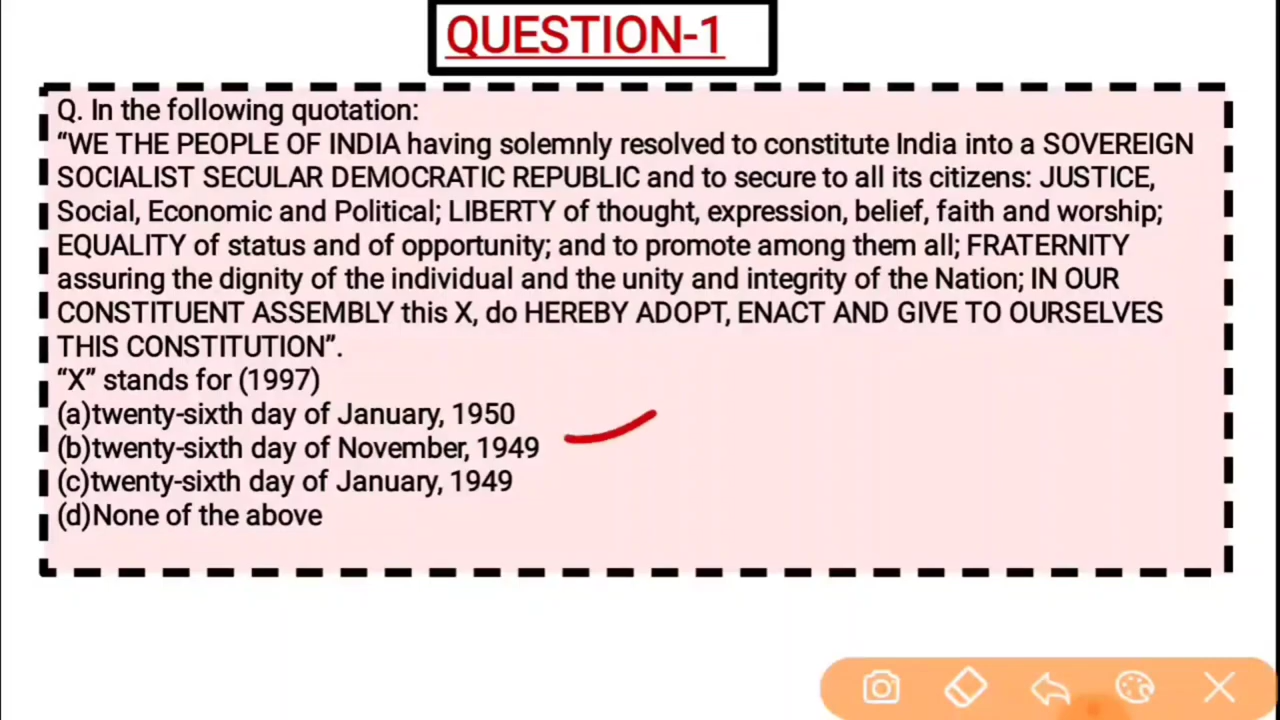 QUESTION-1
Q. In the following quotation:
“WE THE PEOPLE OF INDIA having solemnly resolved to constitute India into a SOVEREIGN
SOCIALIST SECULAR DEMOCRATIC REPUBLIC and to secure to all its citizens: JUSTICE,
Social, Economic and Political; LIBERTY of thought, expression, belief, faith and worship;
EQUALITY of status and of opportunity; and to promote among them all; FRATERNITY
assuring the dignity of the individual and the unity and integrity of the Nation; IN OUR
CONSTITUENT ASSEMBLY this X, do HEREBY ADOPT, ENACT AND GIVE TO OURSELVES
THIS CONSTITUTION”.
“X” stands for (1997)
(a)twenty-sixth day of January, 1950
(b)twenty-sixth day of November, 1949
(c)twenty-sixth day of January, 1949
(d)None of the above